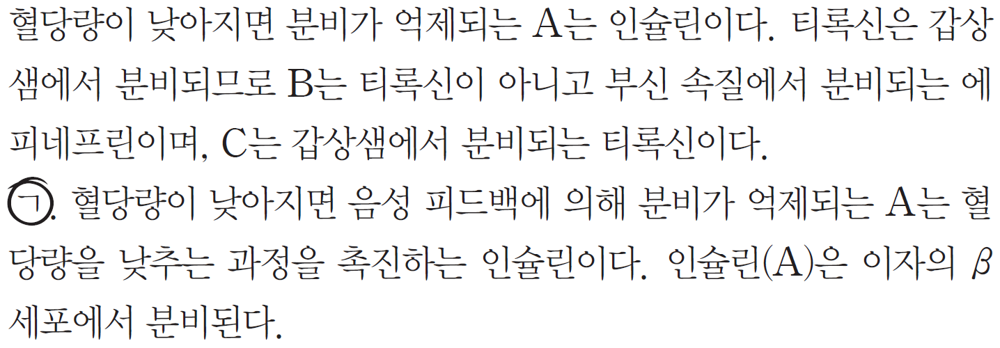 혈당량이 낮아지면 분비가 억제되는 A는 인슐린이다. 티록신은 갑상
샘에서 분비되므로 B는 티록신이 아니고 부신 속질에서 분비되는 에
피네프린이며, C는 갑상샘에서 분비되는 티록신이다.
ㄱ. 혈당량이 낮아지면 음성 피드백에 의해 분비가 억제되는 A는 혈
당량을 낮추는 과정을 촉진하는 인슐린이다. 인슐린(A)은 이자의 β
세포에서 분비된다.